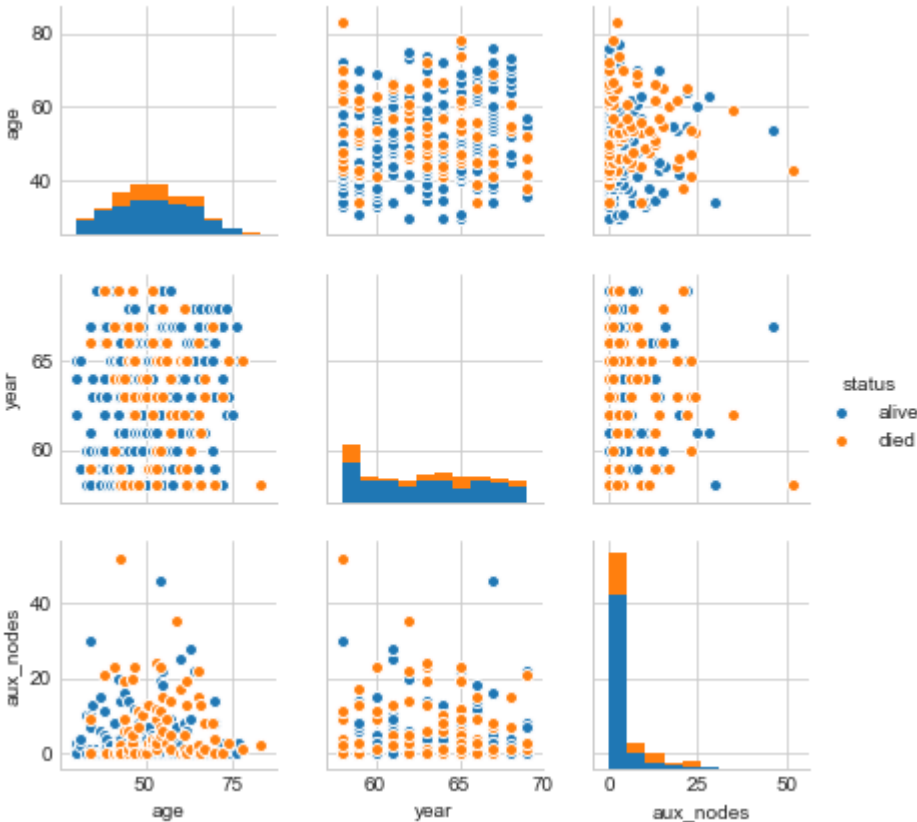 80
60
40
age
65
60
year
status
alive
died
40
20
0
aux_nodes
50 75
60 65 70
0 25 50
age
year
aux_nodes